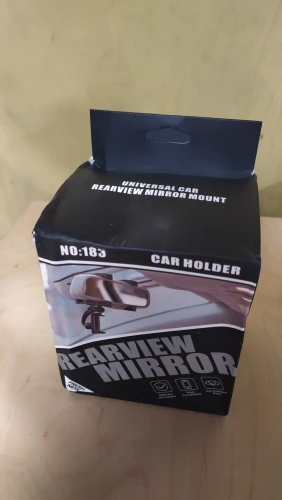 UNIVERSAL CAR
REARVIEW MIRROR MOUNT
NO:183
CAR HOLDER
REARVIEW
MIRROR